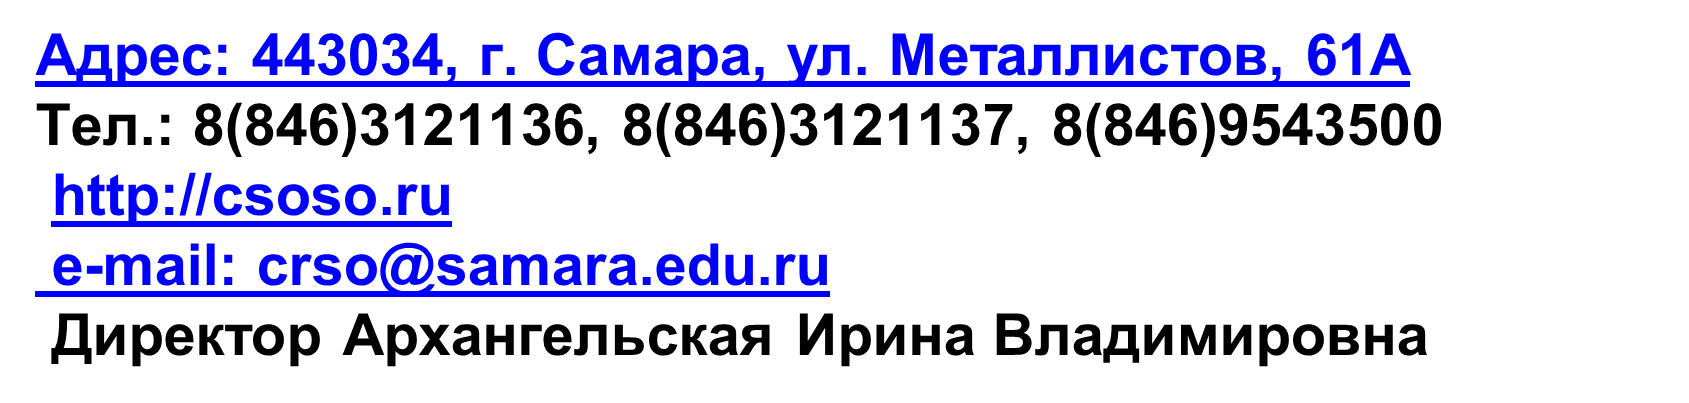 Адрес: 443034, г. Самара, ул. Металлистов, 61А
Тел.: 8(846)3121136, 8(846)3121137, 8(846)9543500
http://csoso.ru
e-mail: crso@samara.edu.ru
Директор Архангельская Ирина Владимировна